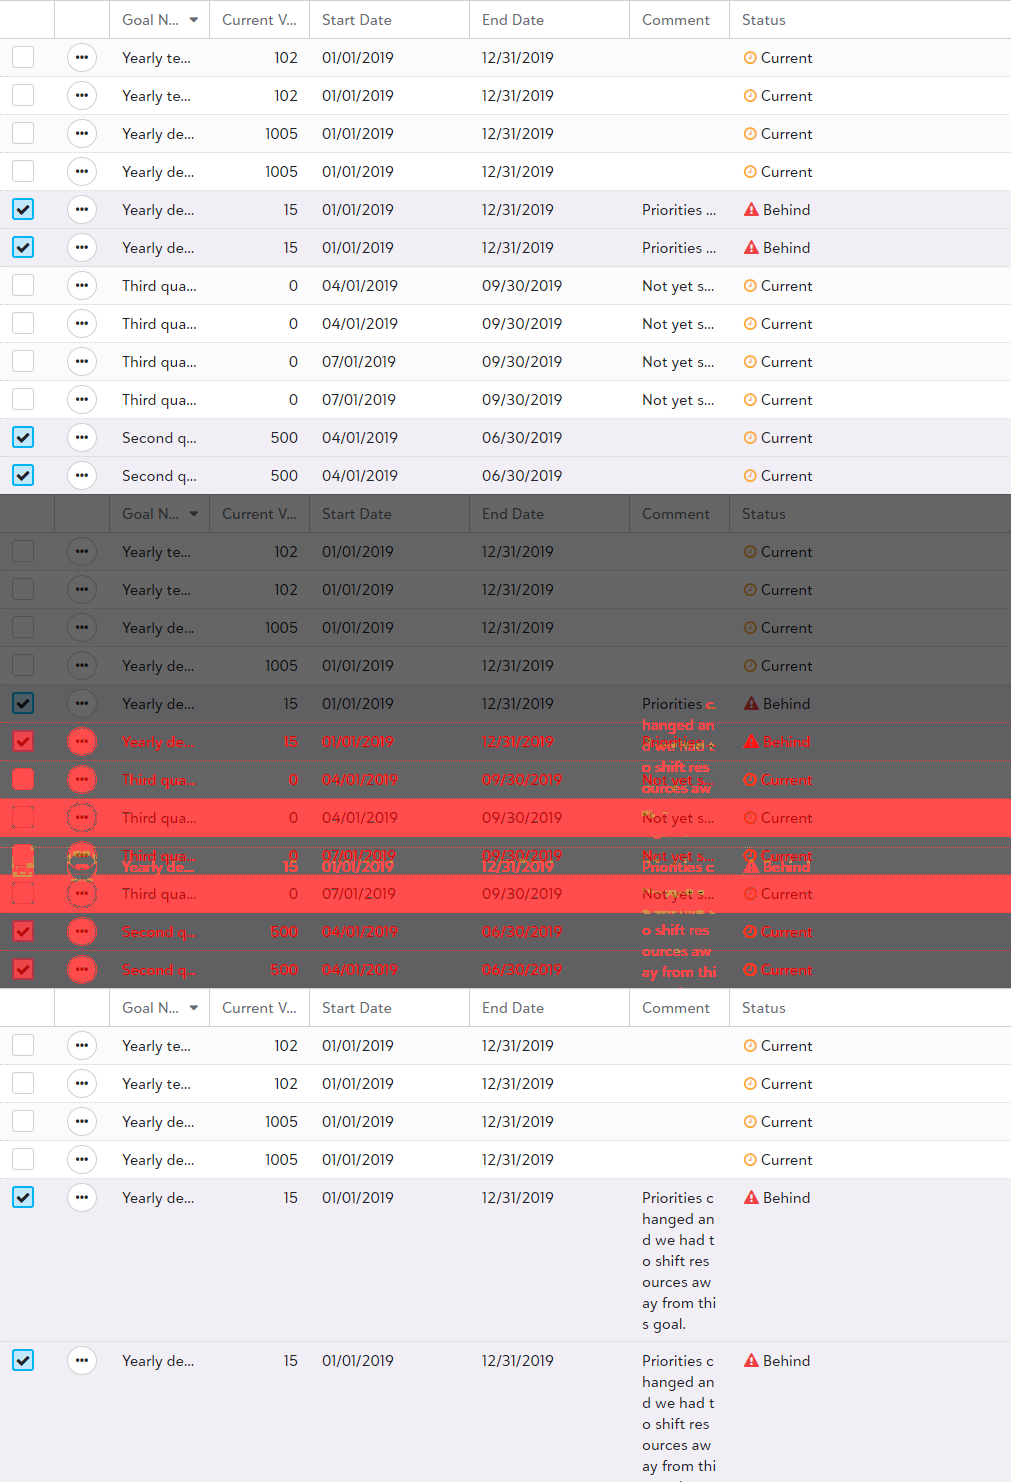 Goal N... Current V... Start Date End Date Comment Status
Yearly te... 102 01/01/2019 12/31/2019 Current
Yearly te... 102 01/01/2019 12/31/2019 Current
Yearly de... 1005 01/01/2019 12/31/2019 Current
Yearly de... 1005 01/01/2019 12/31/2019 Current
Yearly de... 15 01/01/2019 12/31/2019 Priorities ... Behind
Yearly de... 15 01/01/2019 12/31/2019 Priorities ... Behind
Third qua... 0 04/01/2019 09/30/2019 Not yet s... Current
Third qua... 0 04/01/2019 09/30/2019 Not yet s... Current
Third qua... 0 07/01/2019 09/30/2019 Not yet s... Current
Third qua... 0 07/01/2019 09/30/2019 Not yet s... Current
Second q... 500 04/01/2019 06/30/2019 Current
Second q... 500 04/01/2019 06/30/2019 Current
Goal N... Current V... Start Date End Date Comment Status
Yearly te... 102 01/01/2019 12/31/2019 Current
Yearly te... 102 01/01/2019 12/31/2019 Current
Yearly de... 1005 01/01/2019 12/31/2019 Current
Yearly de... 1005 01/01/2019 12/31/2019 Current
Yearly de... 15 01/01/2019 12/31/2019 Priorities c. Behind
hanged an
Yearly de... 15 01/01/2019 12/31/2019 d we had t Behind
o shift res
Third qua... 0 04/01/2019 09/30/2019 Not yet s... Current
ources aw
Third qua... 0 04/01/2019 09/30/2019 Not yet s... Current
Third qua... 0 07/01/2019 09/30/2019 Not yet s... Current
Yearly de... 15 01/01/2019 12/31/2019 Priorities c Behind
Third qua... 0 07/01/2019 09/30/2019 Not yet s... Current
Second q... 500 04/01/2019 06/30/2019 o shift res Current
ources aw
Second q... 500 04/01/2019 06/30/2019 ay from thi Current
Goal N... Current V... Start Date End Date Comment Status
Yearly te... 102 01/01/2019 12/31/2019 Current
Yearly te... 102 01/01/2019 12/31/2019 Current
Yearly de... 1005 01/01/2019 12/31/2019 Current
Yearly de... 1005 01/01/2019 12/31/2019 Current
Yearly de... 15 01/01/2019 12/31/2019 Priorities c Behind
hanged an
d we had t
o shift res
ources aw
ay from thi
s goal.
Yearly de... 15 01/01/2019 12/31/2019 Priorities c Behind
hanged an
d we had t
o shift res
ources aw
ay from thi